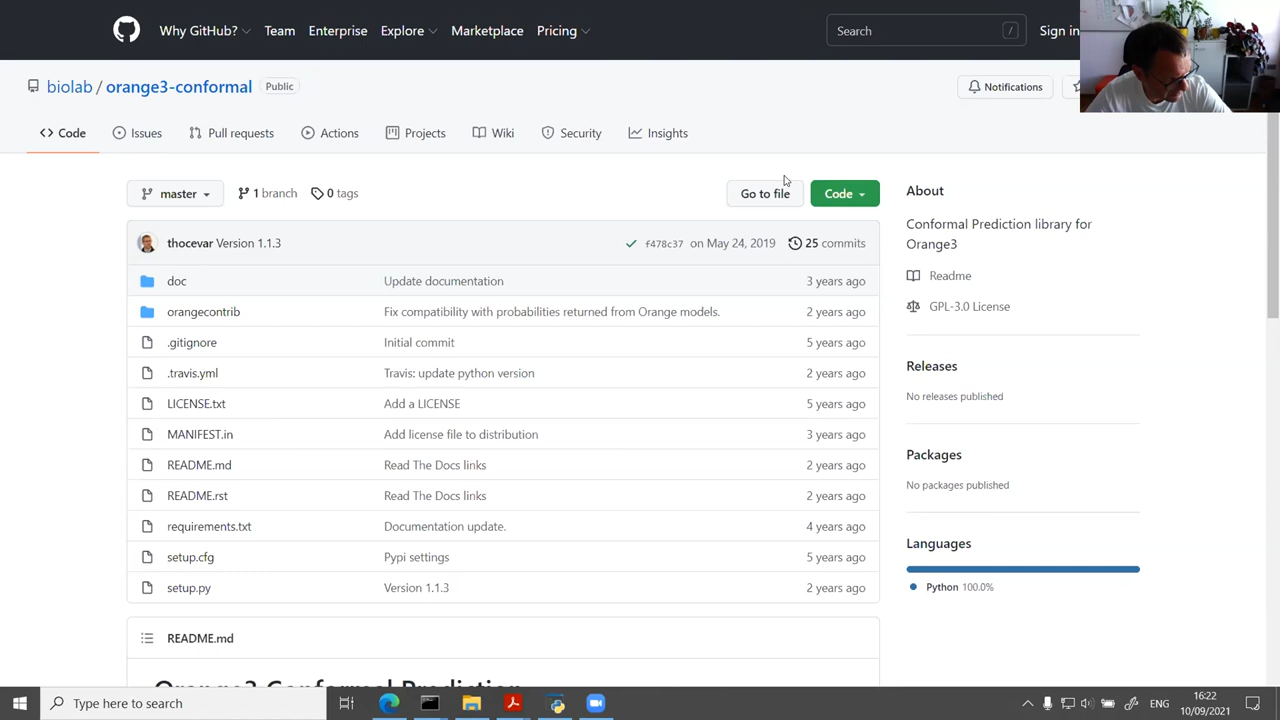 Why GitHub? Team Enterprise Explore Marketplace Pricing Search / Sign in
biolab / orange3-conformal Public Notifications
Code Issues Pull requests Actions Projects Wiki Security Insights
master 1 branch 0 tags Go to file Code
thocevar Version 1.1.3 f478c37 on May 24, 2019 25 commits
doc Update documentation 3 years ago
orangecontrib Fix compatibility with probabilities returned from Orange models. 2 years ago
.gitignore Initial commit 5 years ago
.travis.yml Travis: update python version 2 years ago
LICENSE.txt Add a LICENSE 5 years ago
MANIFEST.in Add license file to distribution 3 years ago
README.md Read The Docs links 2 years ago
README.rst Read The Docs links 2 years ago
requirements.txt Documentation update. 4 years ago
setup.cfg Pypi settings 5 years ago
setup.py Version 1.1.3 2 years ago
README.md
Orange3 Conformal Prediction
About
Conformal Prediction library for
Orange3
Readme
GPL-3.0 License
Releases
No releases published
Packages
No packages published
Languages
Python 100.0%
Type here to search ENG 16:22
10/09/2021